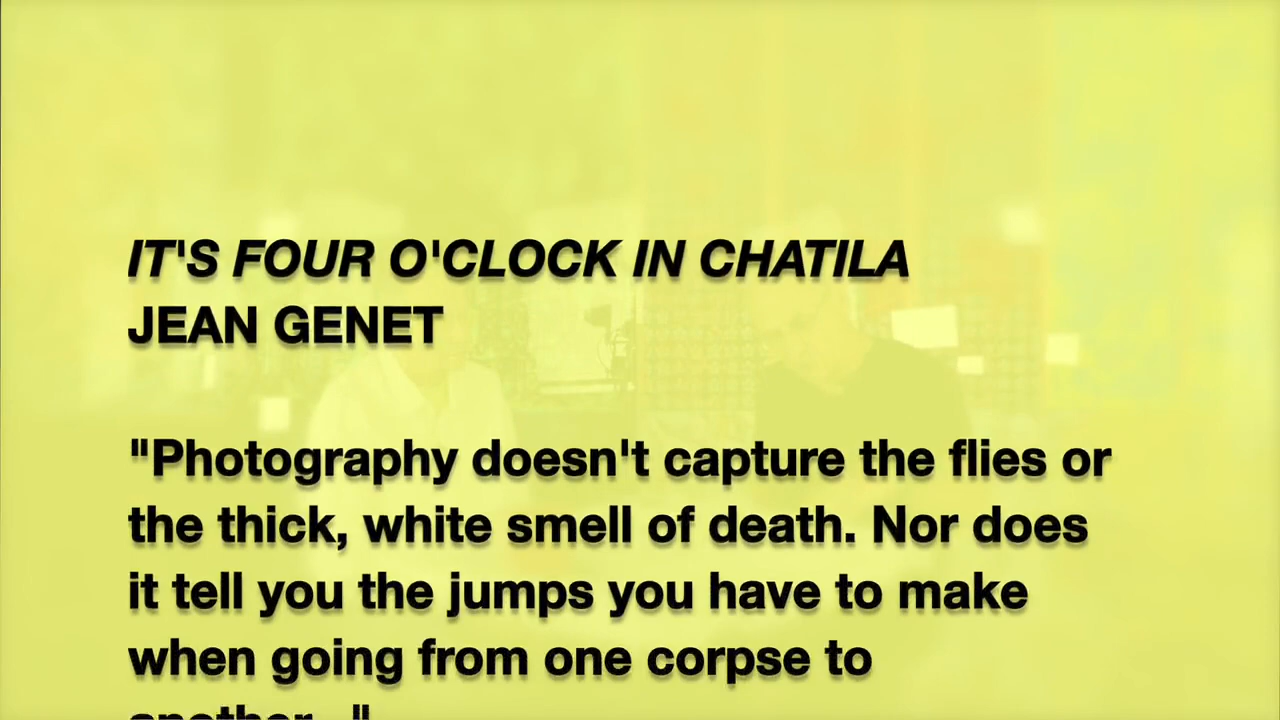 IT'S FOUR O'CLOCK IN CHATILA
JEAN GENET
"Photography doesn't capture the flies or
the thick, white smell of death. Nor does
it tell you the jumps you have to make
when going from one corpse to
another..."